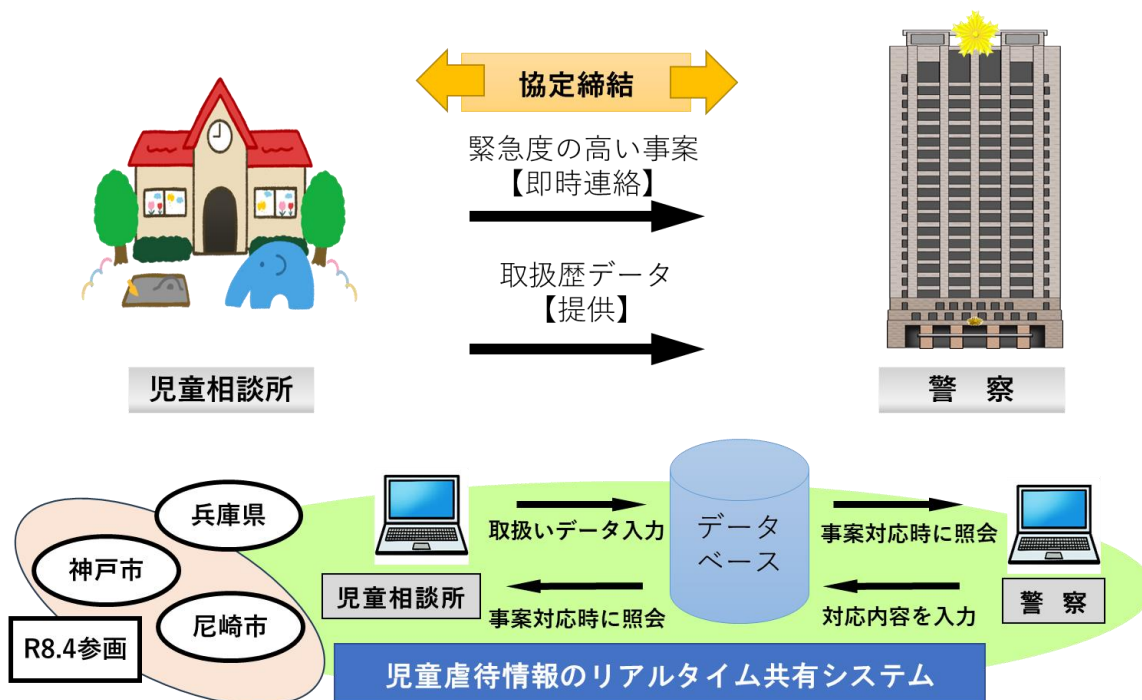 協定締結
緊急度の高い事案
【即時連絡】
取扱歴データ
【提供】
児童相談所
警　察
兵庫県
神戸市
尼崎市
R8.4参画
児童相談所
取扱いデータ入力
事案対応時に照会
データ
ベース
事案対応時に照会
対応内容を入力
警　察
児童虐待情報のリアルタイム共有システム